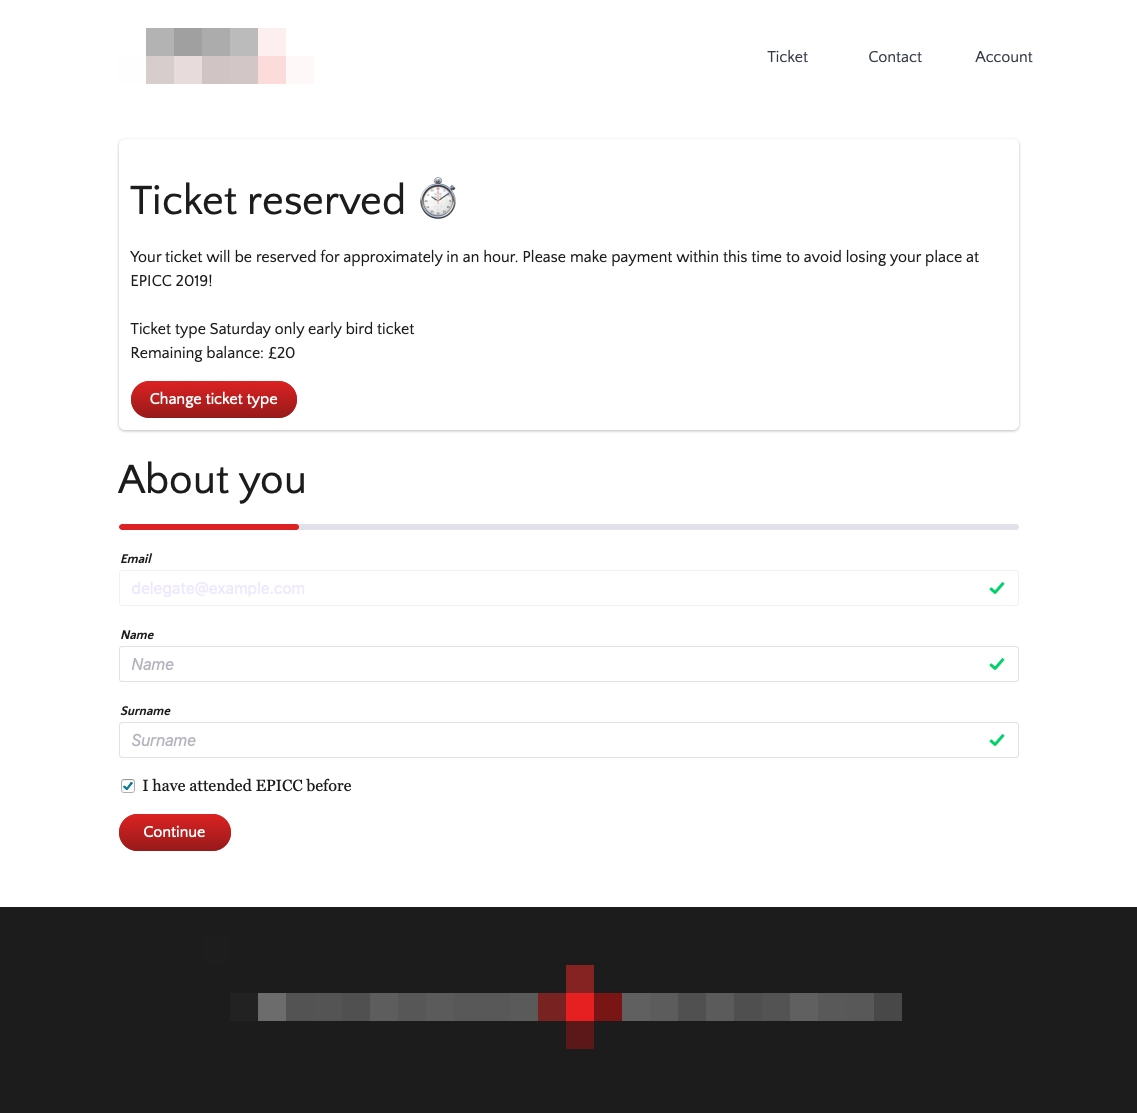 Ticket
Contact
Account
Ticket reserved
Your ticket will be reserved for approximately in an hour. Please make payment within this time to avoid losing your place at
EPICC 2019!
Ticket type Saturday only early bird ticket
Remaining balance: £20
Change ticket type
About you
Email
delegate@example.com
Name
Name
Surname
Surname
I have attended EPICC before
Continue